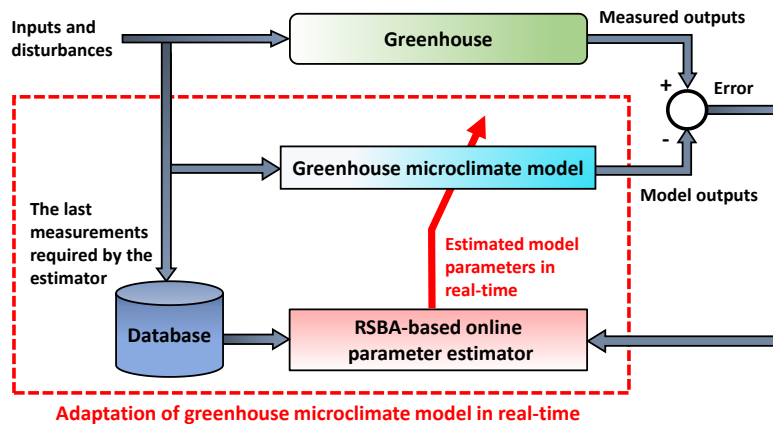 Inputs and
disturbances
Greenhouse
Measured outputs
+
Error
-
Greenhouse microclimate model
Model outputs
The last
measurements
required by the
estimator
Estimated model
parameters in
real-time
Database
RSBA-based online
parameter estimator
Adaptation of greenhouse microclimate model in real-time